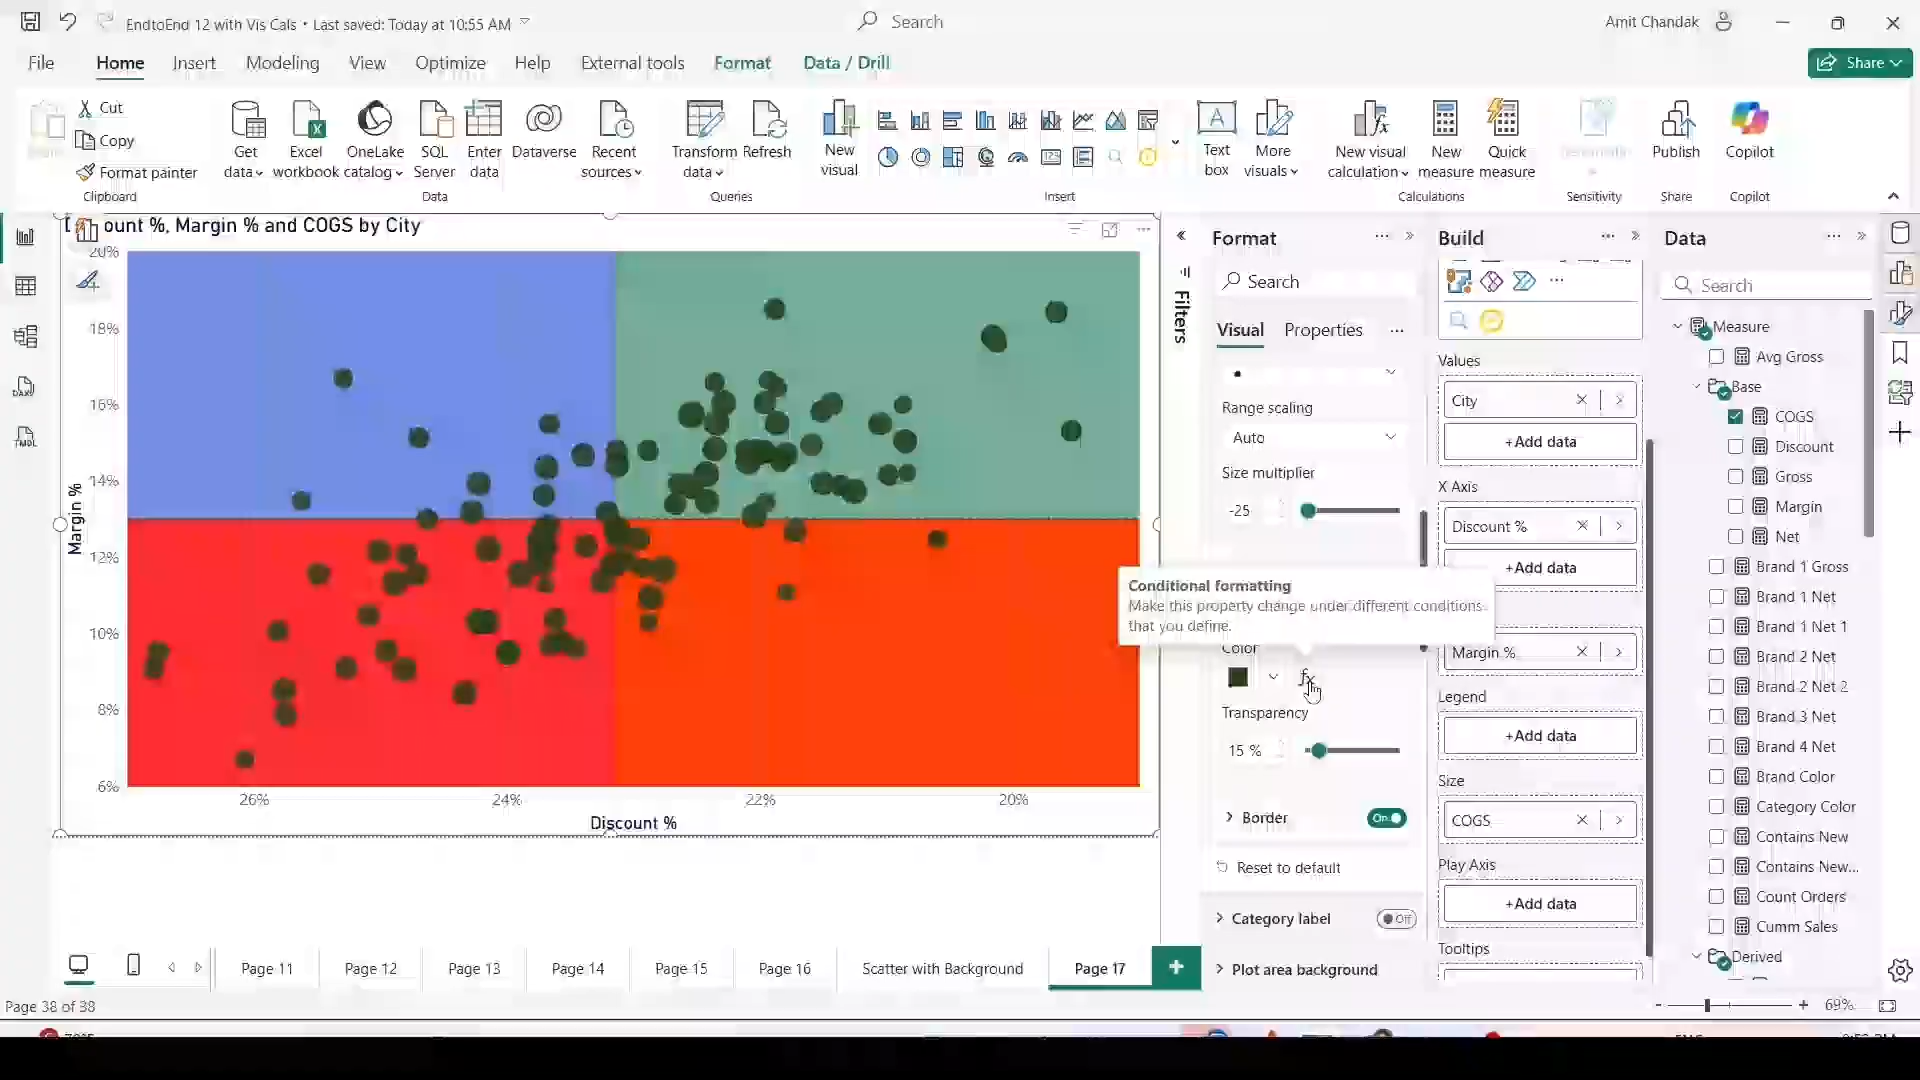 EndtoEnd 12 with Vis Cals • Last saved: Today at 10:55 AM
Search
Amit Chandak
File
Home
Insert
Modeling
View
Optimize
Help
External tools
Format
Data / Drill
Share
Cut
Copy
Format painter
Clipboard
Get data
Excel workbook
OneLake catalog
SQL Server
Enter data
Dataverse
Recent sources
Data
Transform data
Refresh
Queries
New visual
Text box
More visuals
Insert
New visual calculation
New measure
Quick measure
Calculations
Sensitivity
Publish
Share
Copilot
Copilot
ount %, Margin % and COGS by City
20%
18%
16%
14%
12%
10%
8%
6%
Margin %
26%
24%
22%
20%
Discount %
Filters
Format
Search
Visual
Properties
Range scaling
Auto
Size multiplier
-25
Conditional formatting
Make this property change under different conditions
that you define.
Color
fx
Transparency
15 %
Border
On
Reset to default
Category label
Off
Plot area background
Build
Values
City
+Add data
X Axis
Discount %
+Add data
Margin %
Legend
+Add data
Size
COGS
Play Axis
+Add data
Tooltips
Data
Search
Measure
Avg Gross
Base
COGS
Discount
Gross
Margin
Net
Brand 1 Gross
Brand 1 Net
Brand 1 Net 1
Brand 2 Net
Brand 2 Net 2
Brand 3 Net
Brand 4 Net
Brand Color
Category Color
Contains New
Contains New...
Count Orders
Cumm Sales
Derived
Page 11
Page 12
Page 13
Page 14
Page 15
Page 16
Scatter with Background
Page 17
Page 38 of 38
69%